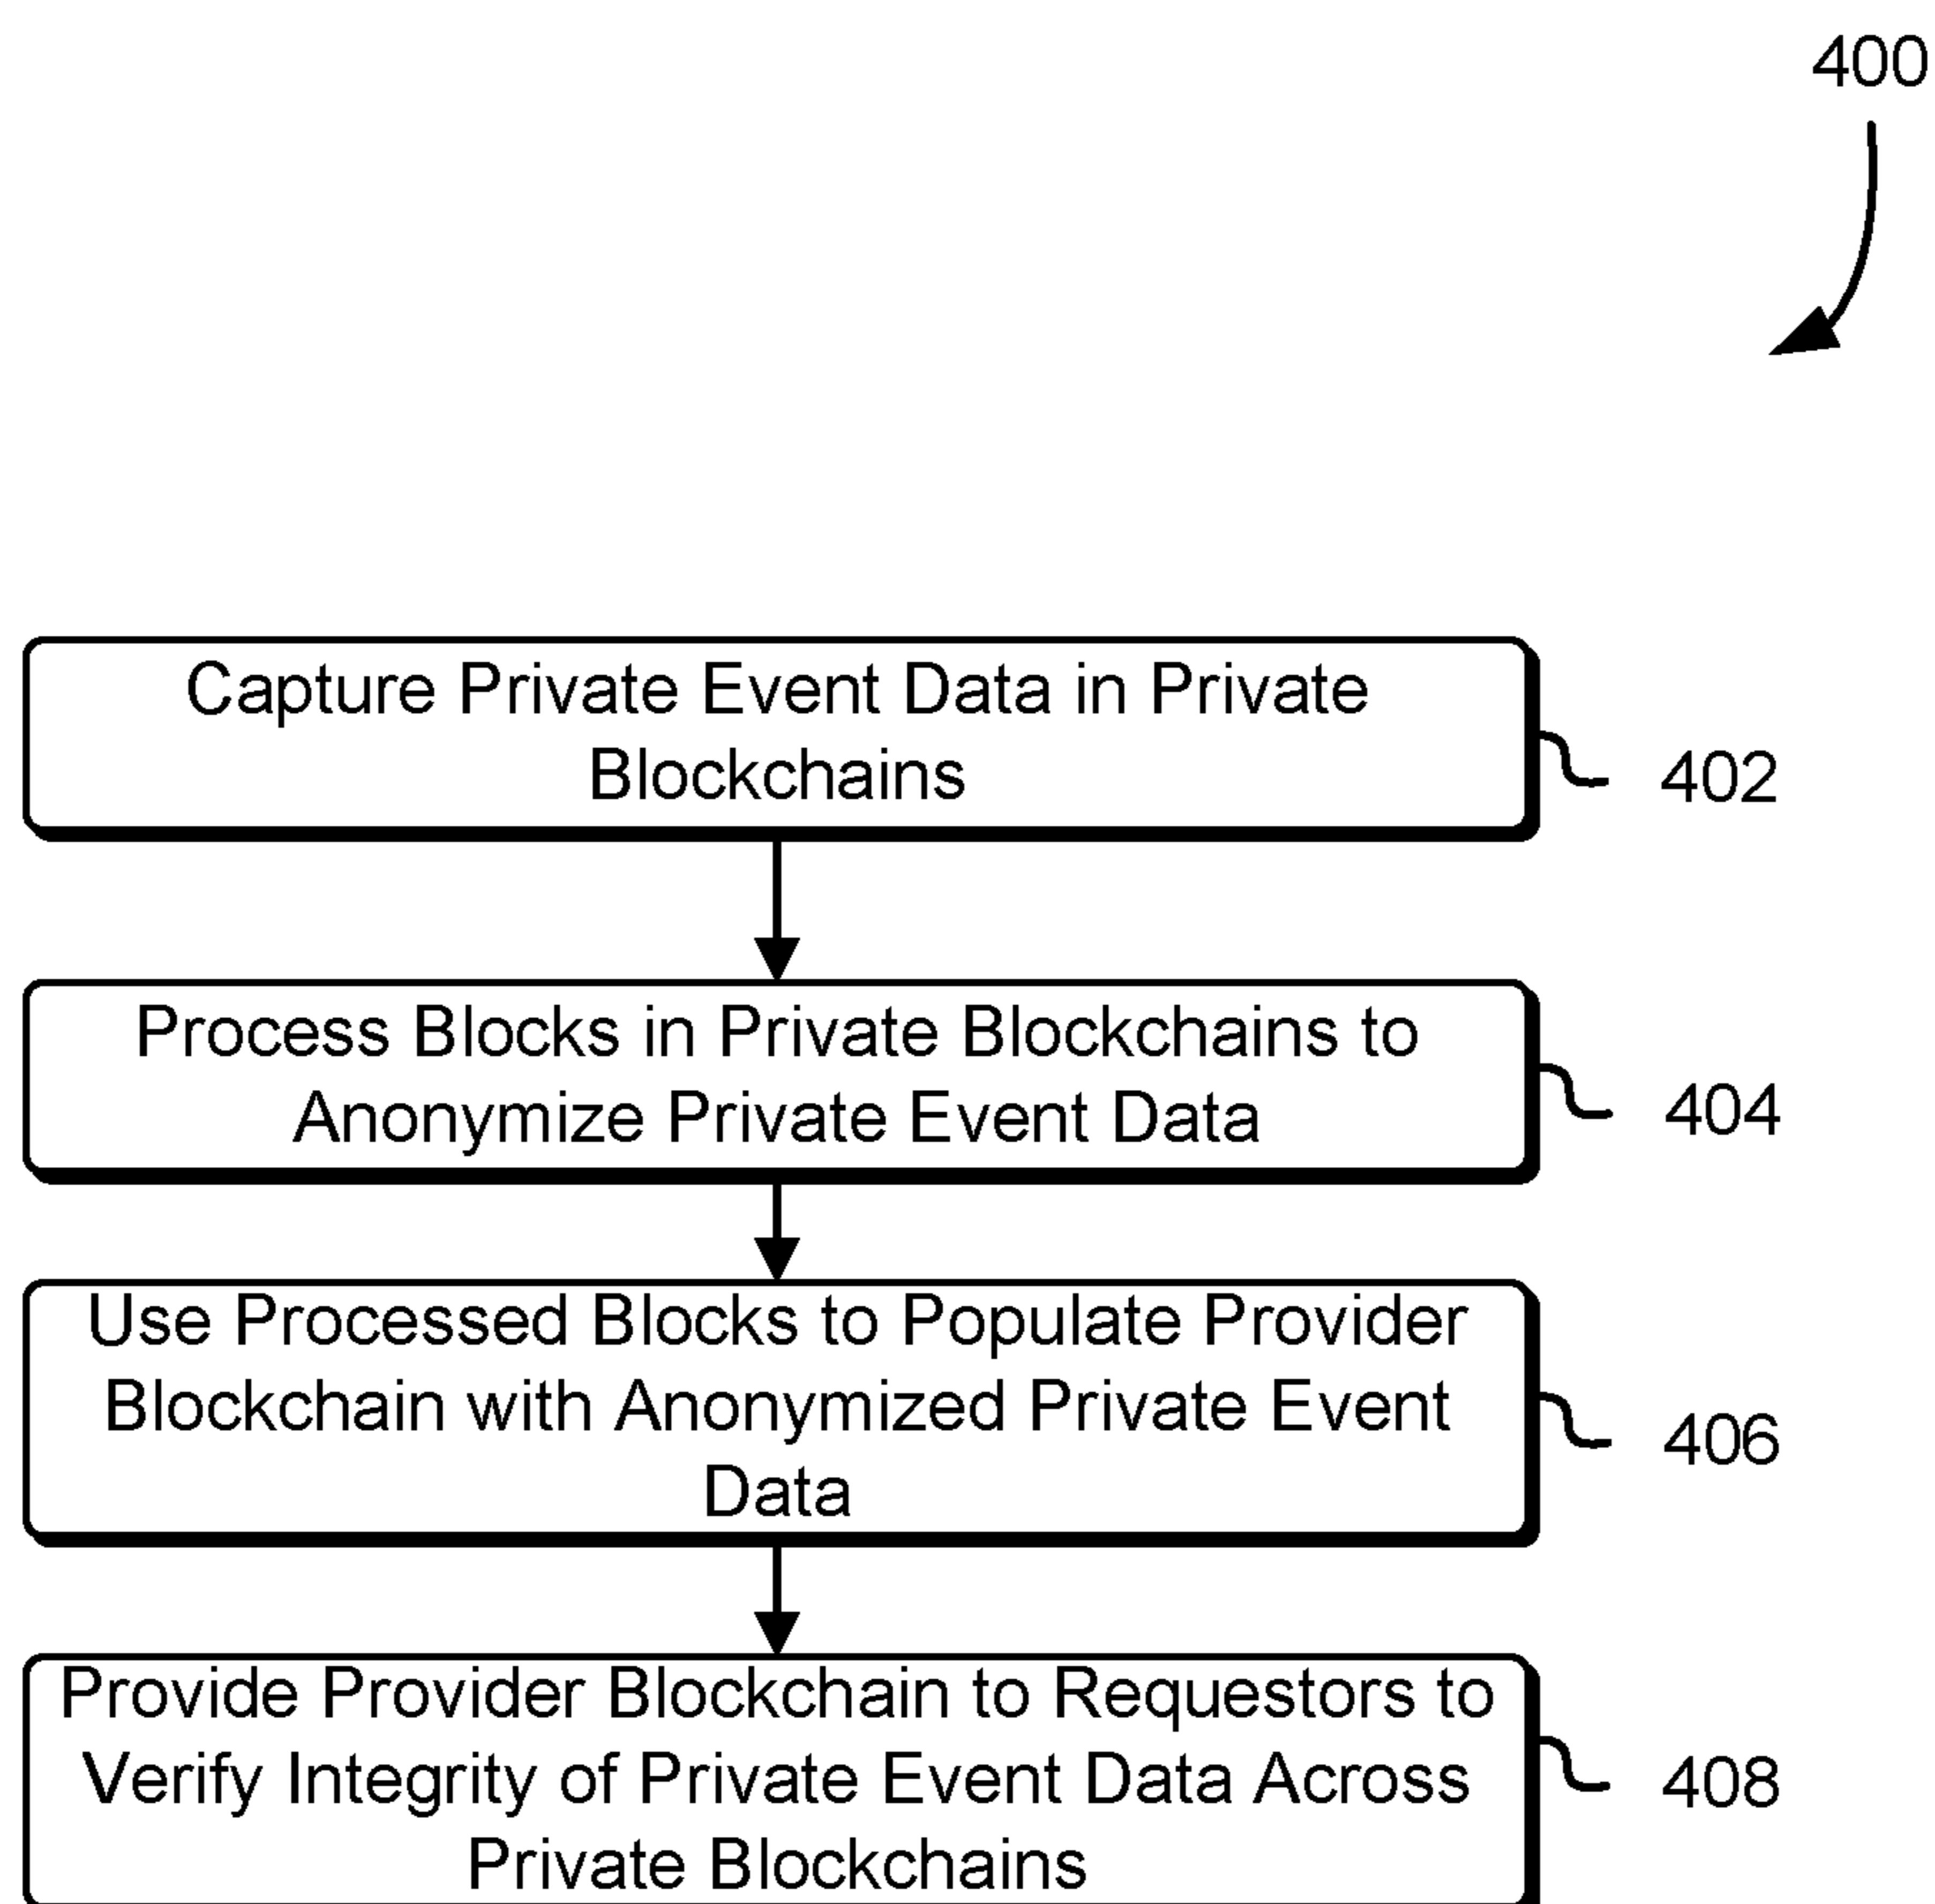 400
Capture Private Event Data in Private
Blockchains
402
Process Blocks in Private Blockchains to
Anonymize Private Event Data
404
Use Processed Blocks to Populate Provider
Blockchain with Anonymized Private Event
Data
406
Provide Provider Blockchain to Requestors to
Verify Integrity of Private Event Data Across
Private Blockchains
408